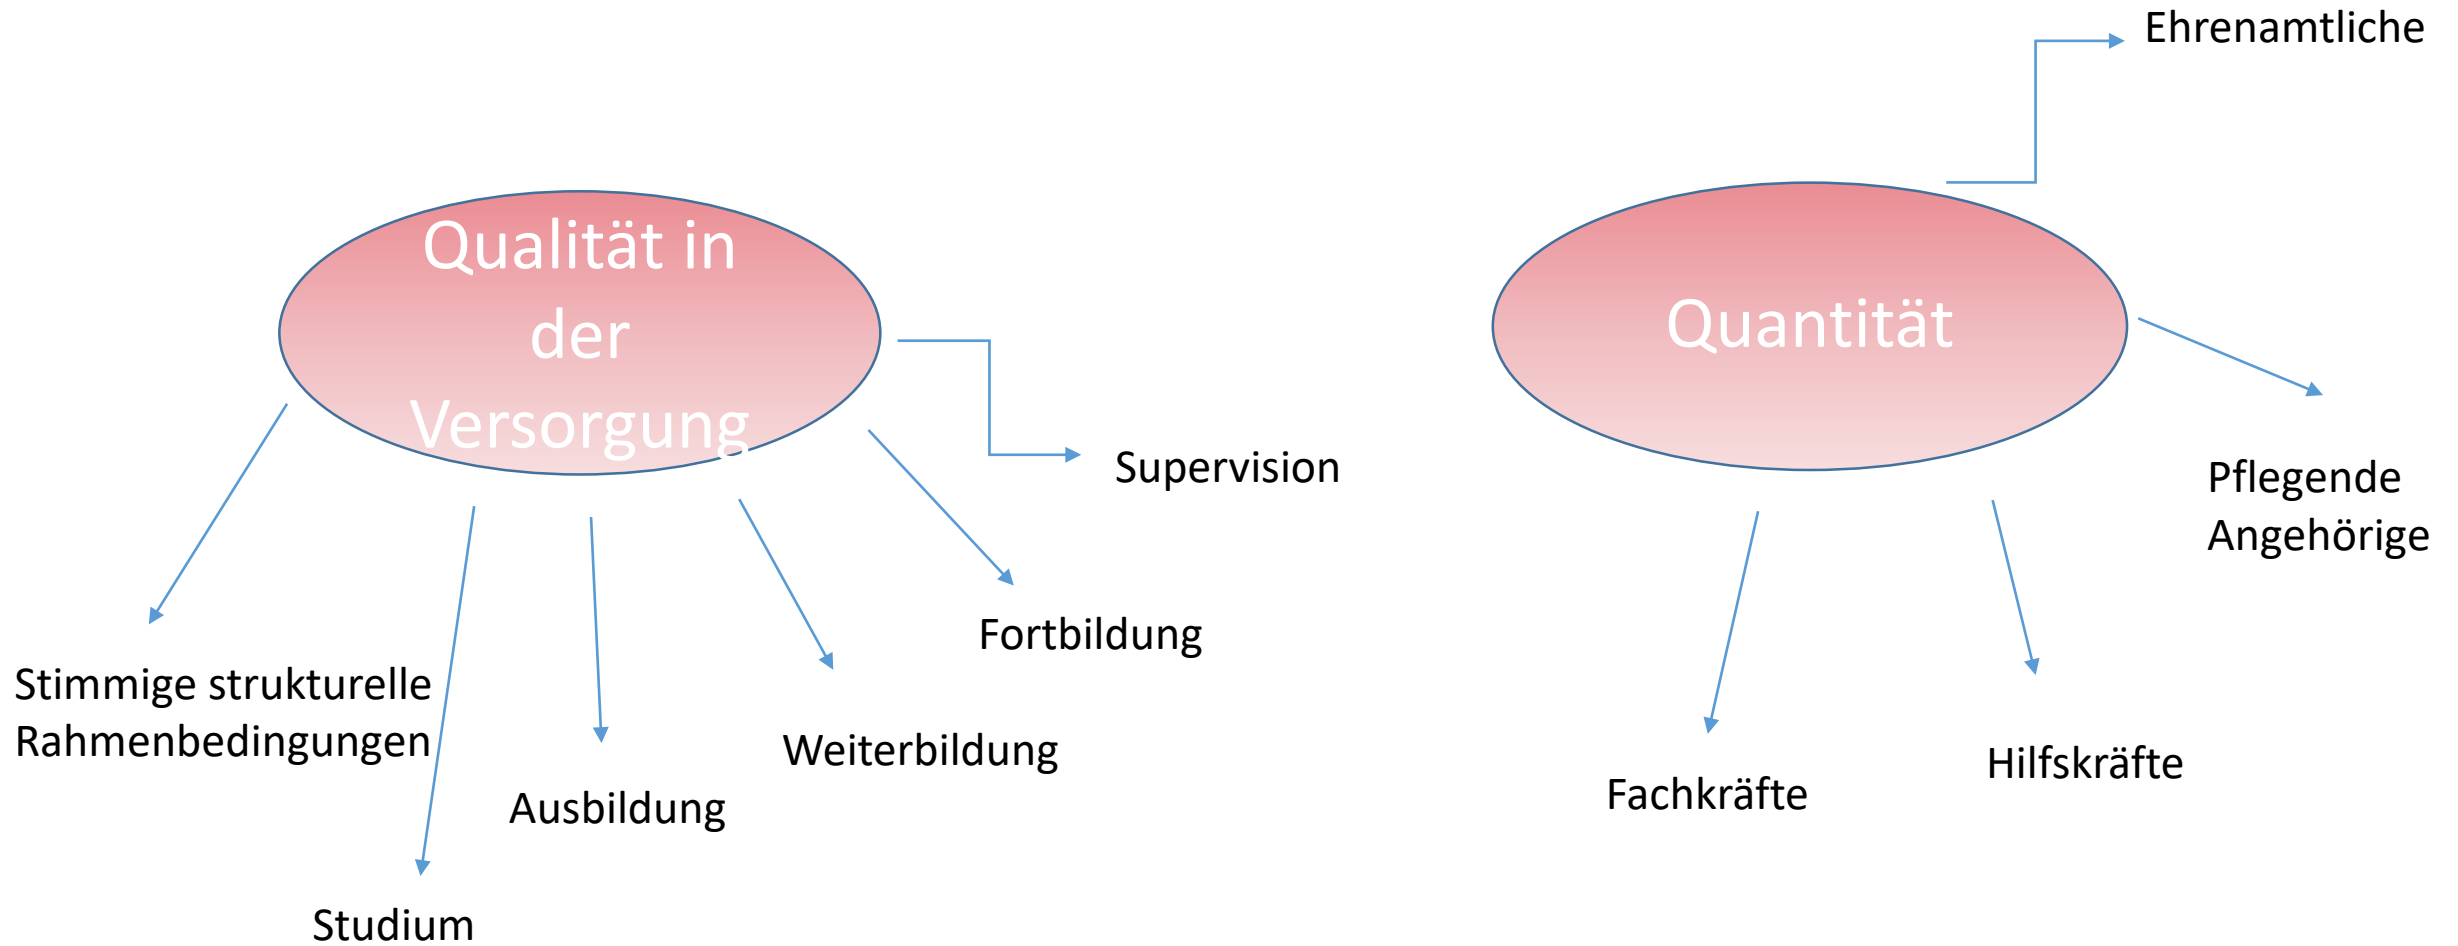 Ehrenamtliche
Qualität in
der
Versorgung
Quantität
Supervision
Pflegende
Angehörige
Fortbildung
Stimmige strukturelle
Rahmenbedingungen
Weiterbildung
Hilfskräfte
Ausbildung
Fachkräfte
Studium